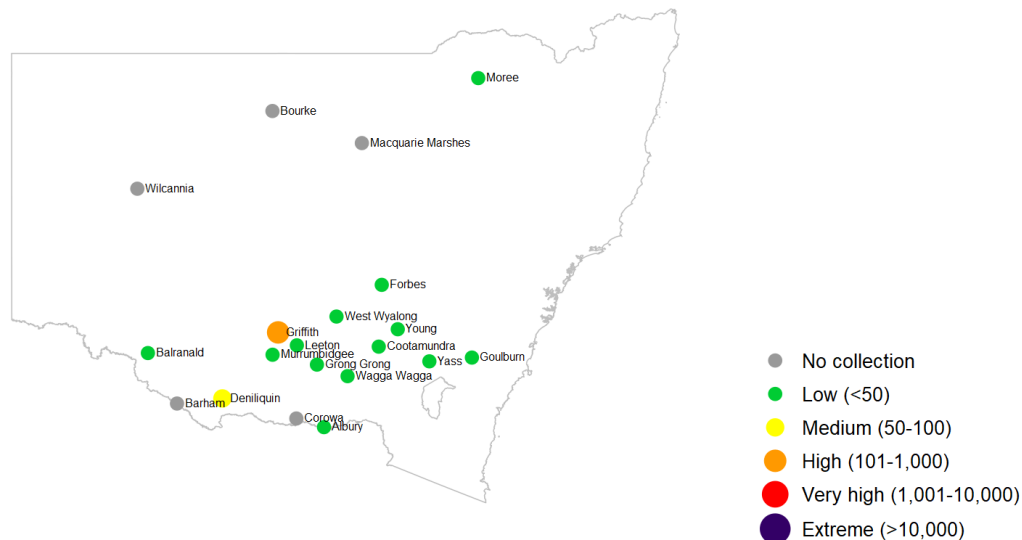 Moree
Bourke
Macquarie Marshes
Wilcannia
Forbes
West Wyalong
Young
Griffith
Leeton
Cootamundra
Murrumbidgee
Balranald
Goulburn
Yass
Grong Grong
Wagga Wagga
Deniliquin
Barham
Corowa
Albury
No collection
Low (<50)
Medium (50-100)
High (101-1,000)
Very high (1,001-10,000)
Extreme (>10,000)